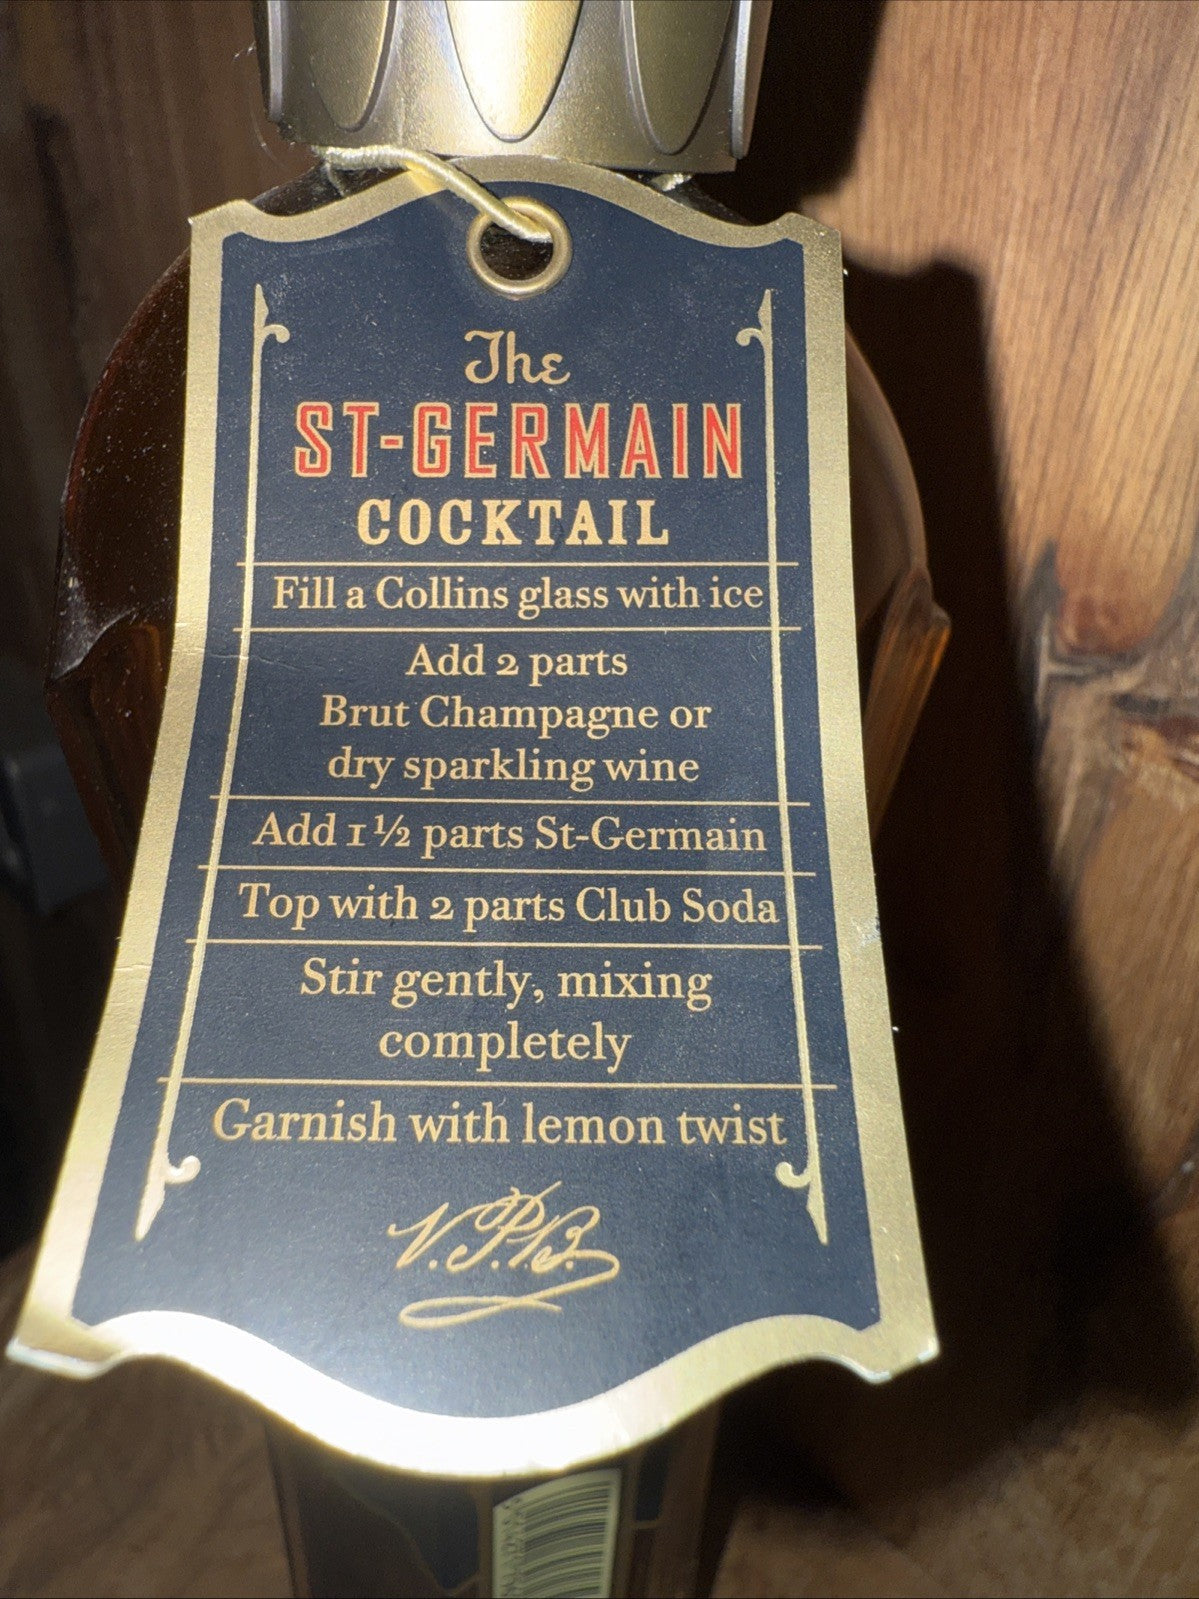 The
ST-GERMAIN
COCKTAIL
Fill a Collins glass with ice
Add 2 parts
Brut Champagne or
dry sparkling wine
Add 1 ½ parts St-Germain
Top with 2 parts Club Soda
Stir gently, mixing
completely
Garnish with lemon twist
V.P.B.